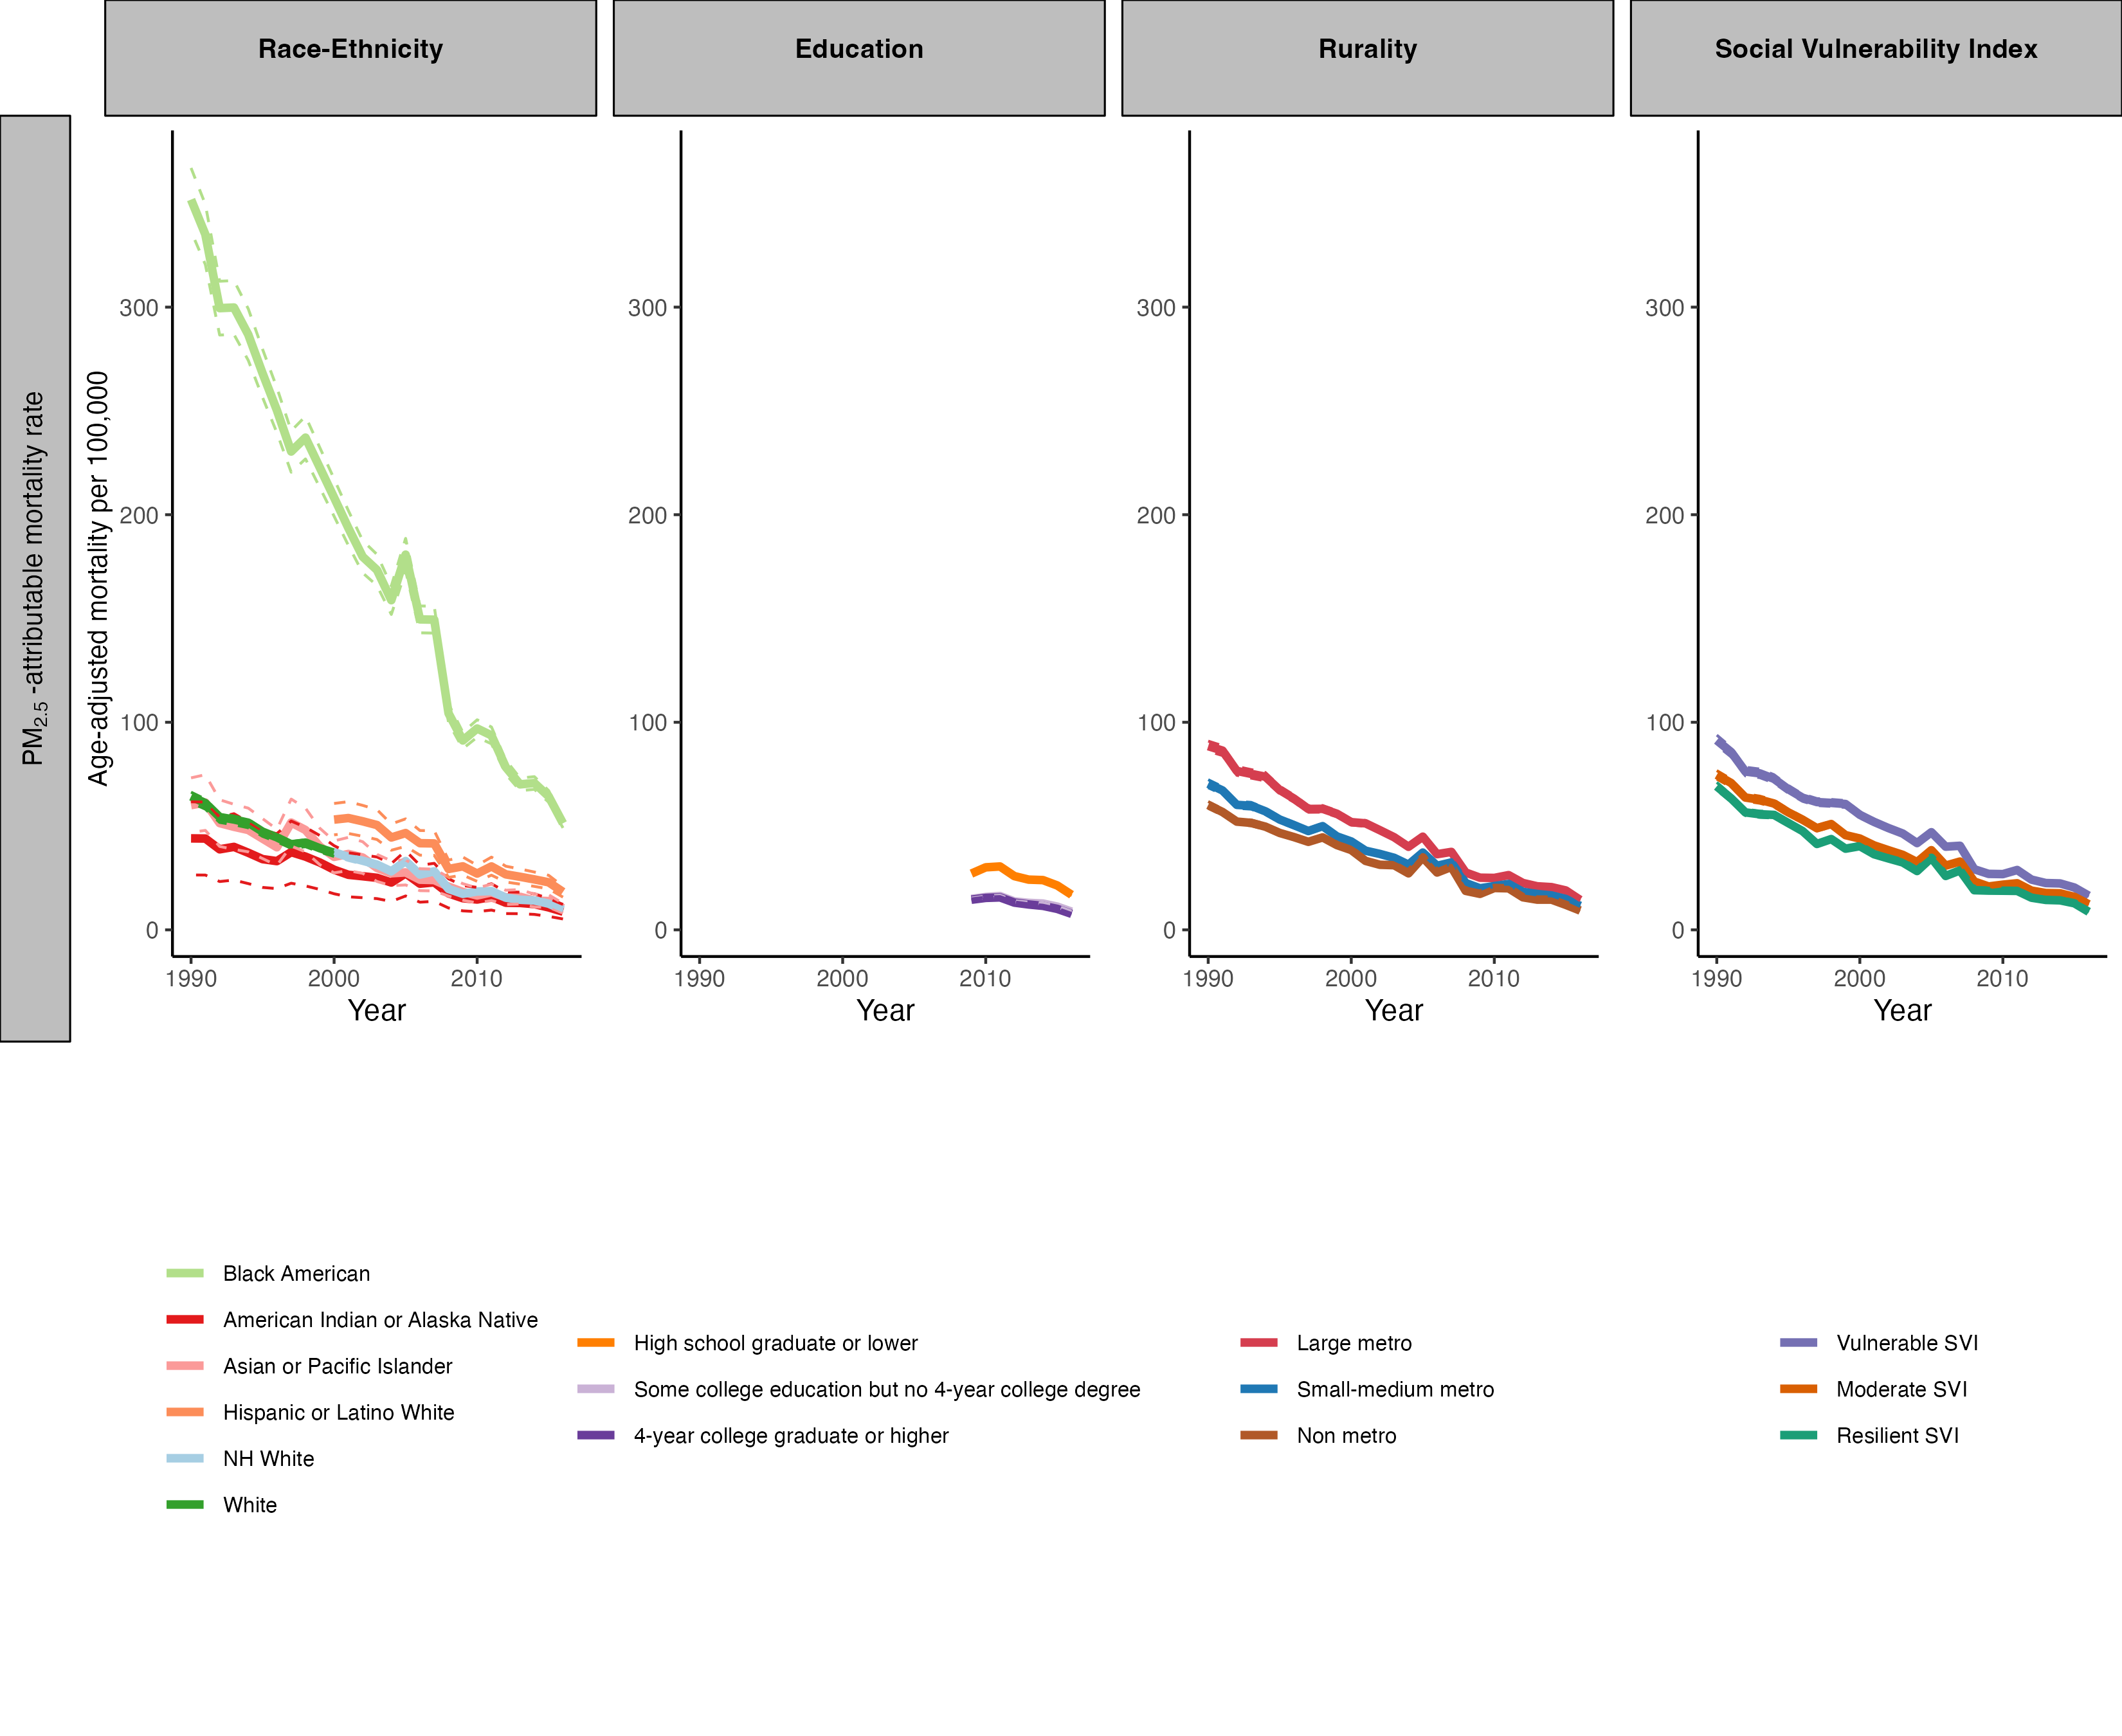 Race-Ethnicity
Education
Rurality
Social Vulnerability Index
PM2.5 -attributable mortality rate
Age-adjusted mortality per 100,000
300
200
100
0
1990 2000 2010
Year
300
200
100
0
1990 2000 2010
Year
300
200
100
0
1990 2000 2010
Year
300
200
100
0
1990 2000 2010
Year
Black American
American Indian or Alaska Native
Asian or Pacific Islander
Hispanic or Latino White
NH White
White
High school graduate or lower
Some college education but no 4-year college degree
4-year college graduate or higher
Large metro
Small-medium metro
Non metro
Vulnerable SVI
Moderate SVI
Resilient SVI